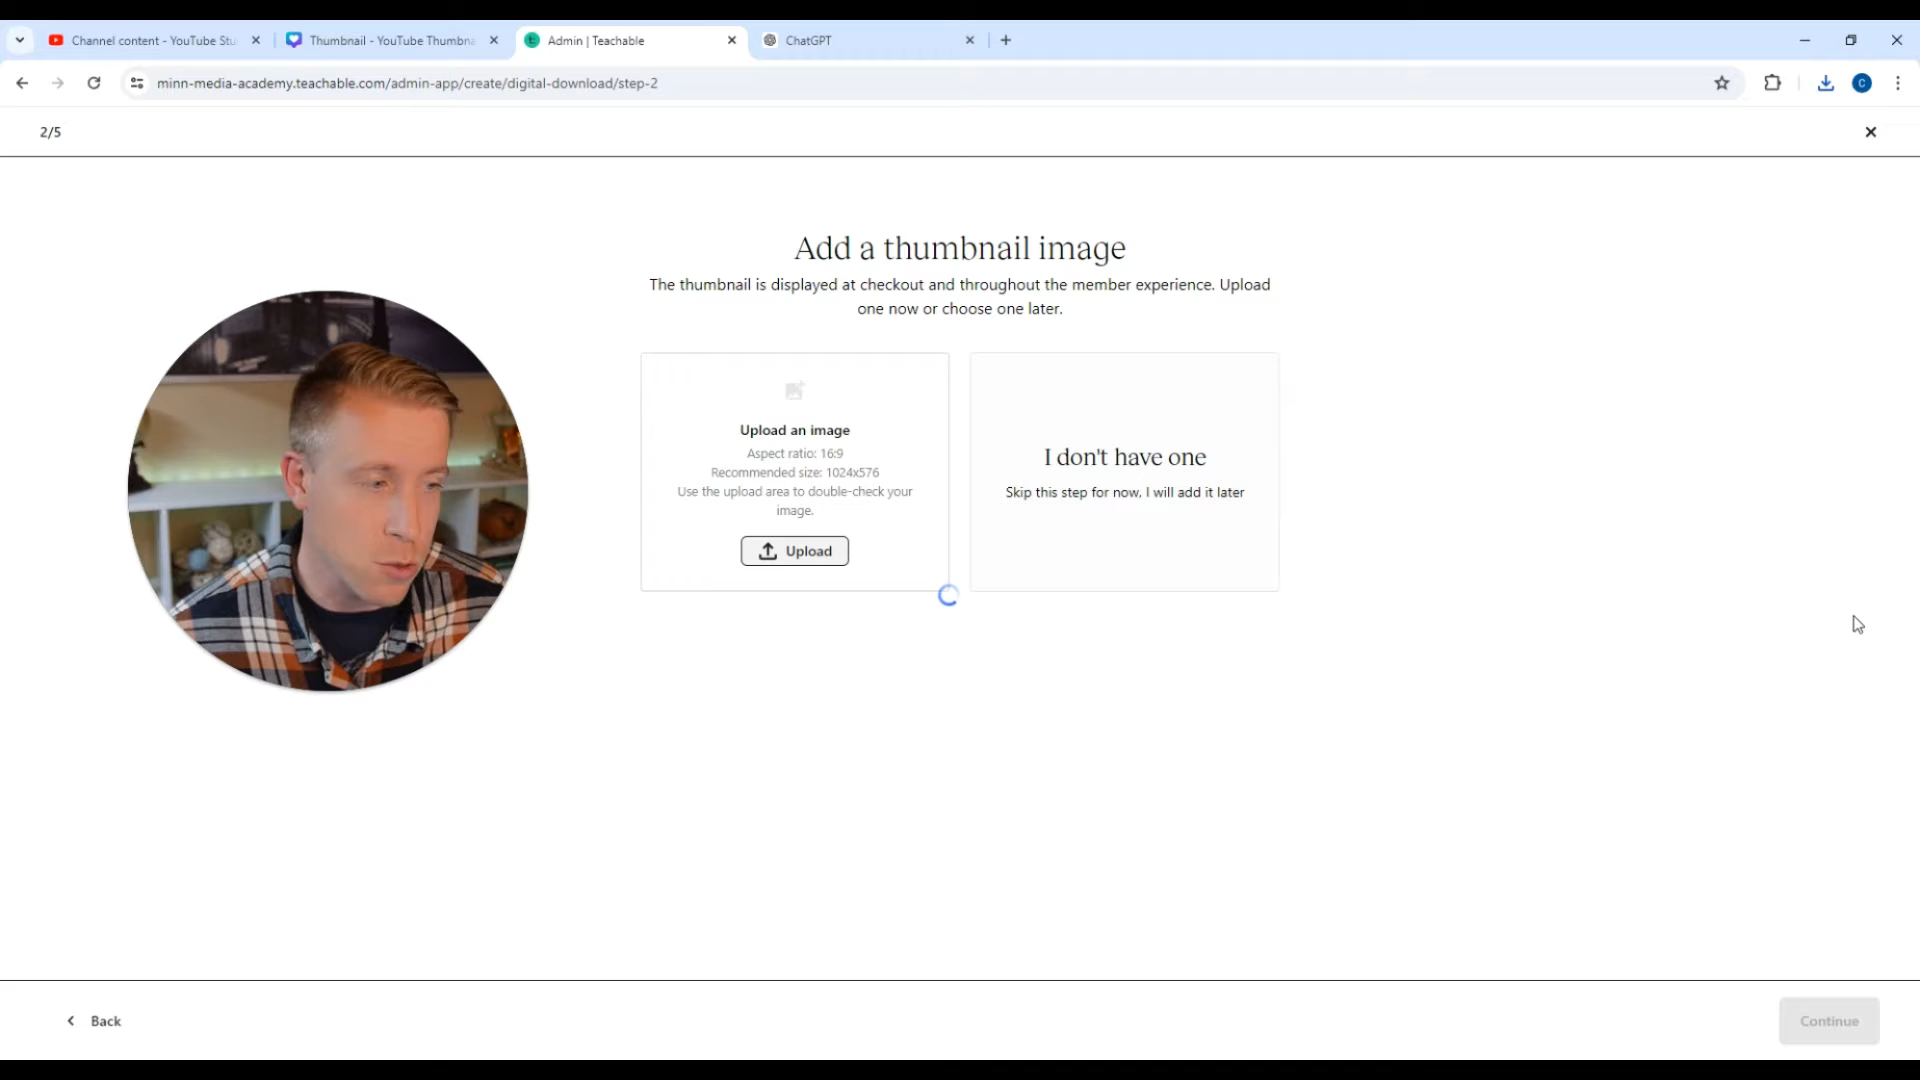 Channel content - YouTube Stu
Thumbnail - YouTube Thumbna
Admin | Teachable
ChatGPT
minn-media-academy.teachable.com/admin-app/create/digital-download/step-2
C
2/5
Add a thumbnail image
The thumbnail is displayed at checkout and throughout the member experience. Upload
one now or choose one later.
Upload an image
Aspect ratio: 16:9
Recommended size: 1024x576
Use the upload area to double-check your
image.
Upload
I don't have one
Skip this step for now, I will add it later
Back
Continue